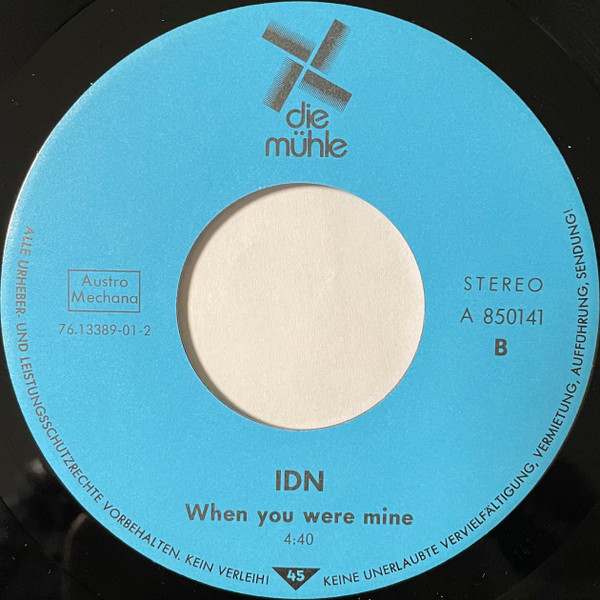 die
mühle
Austro
Mechana
76.13389-01-2
STEREO
A 850141
B
IDN
When you were mine
4:40
ALLE URHEBER- UND LEISTUNGSSCHUTZRECHTE VORBEHALTEN. KEIN VERLEIH!
45
KEINE UNERLAUBTE VERVIELFÄLTIGUNG, VERMIETUNG, AUFFÜHRUNG, SENDUNG!